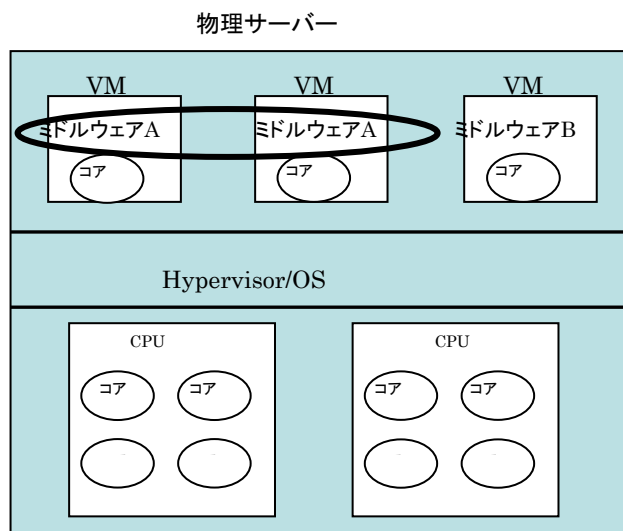 物理サーバー
VM VM VM
ミドルウェアA ミドルウェアA ミドルウェアB
コア コア コア
Hypervisor/OS
CPU CPU
コア コア コア コア